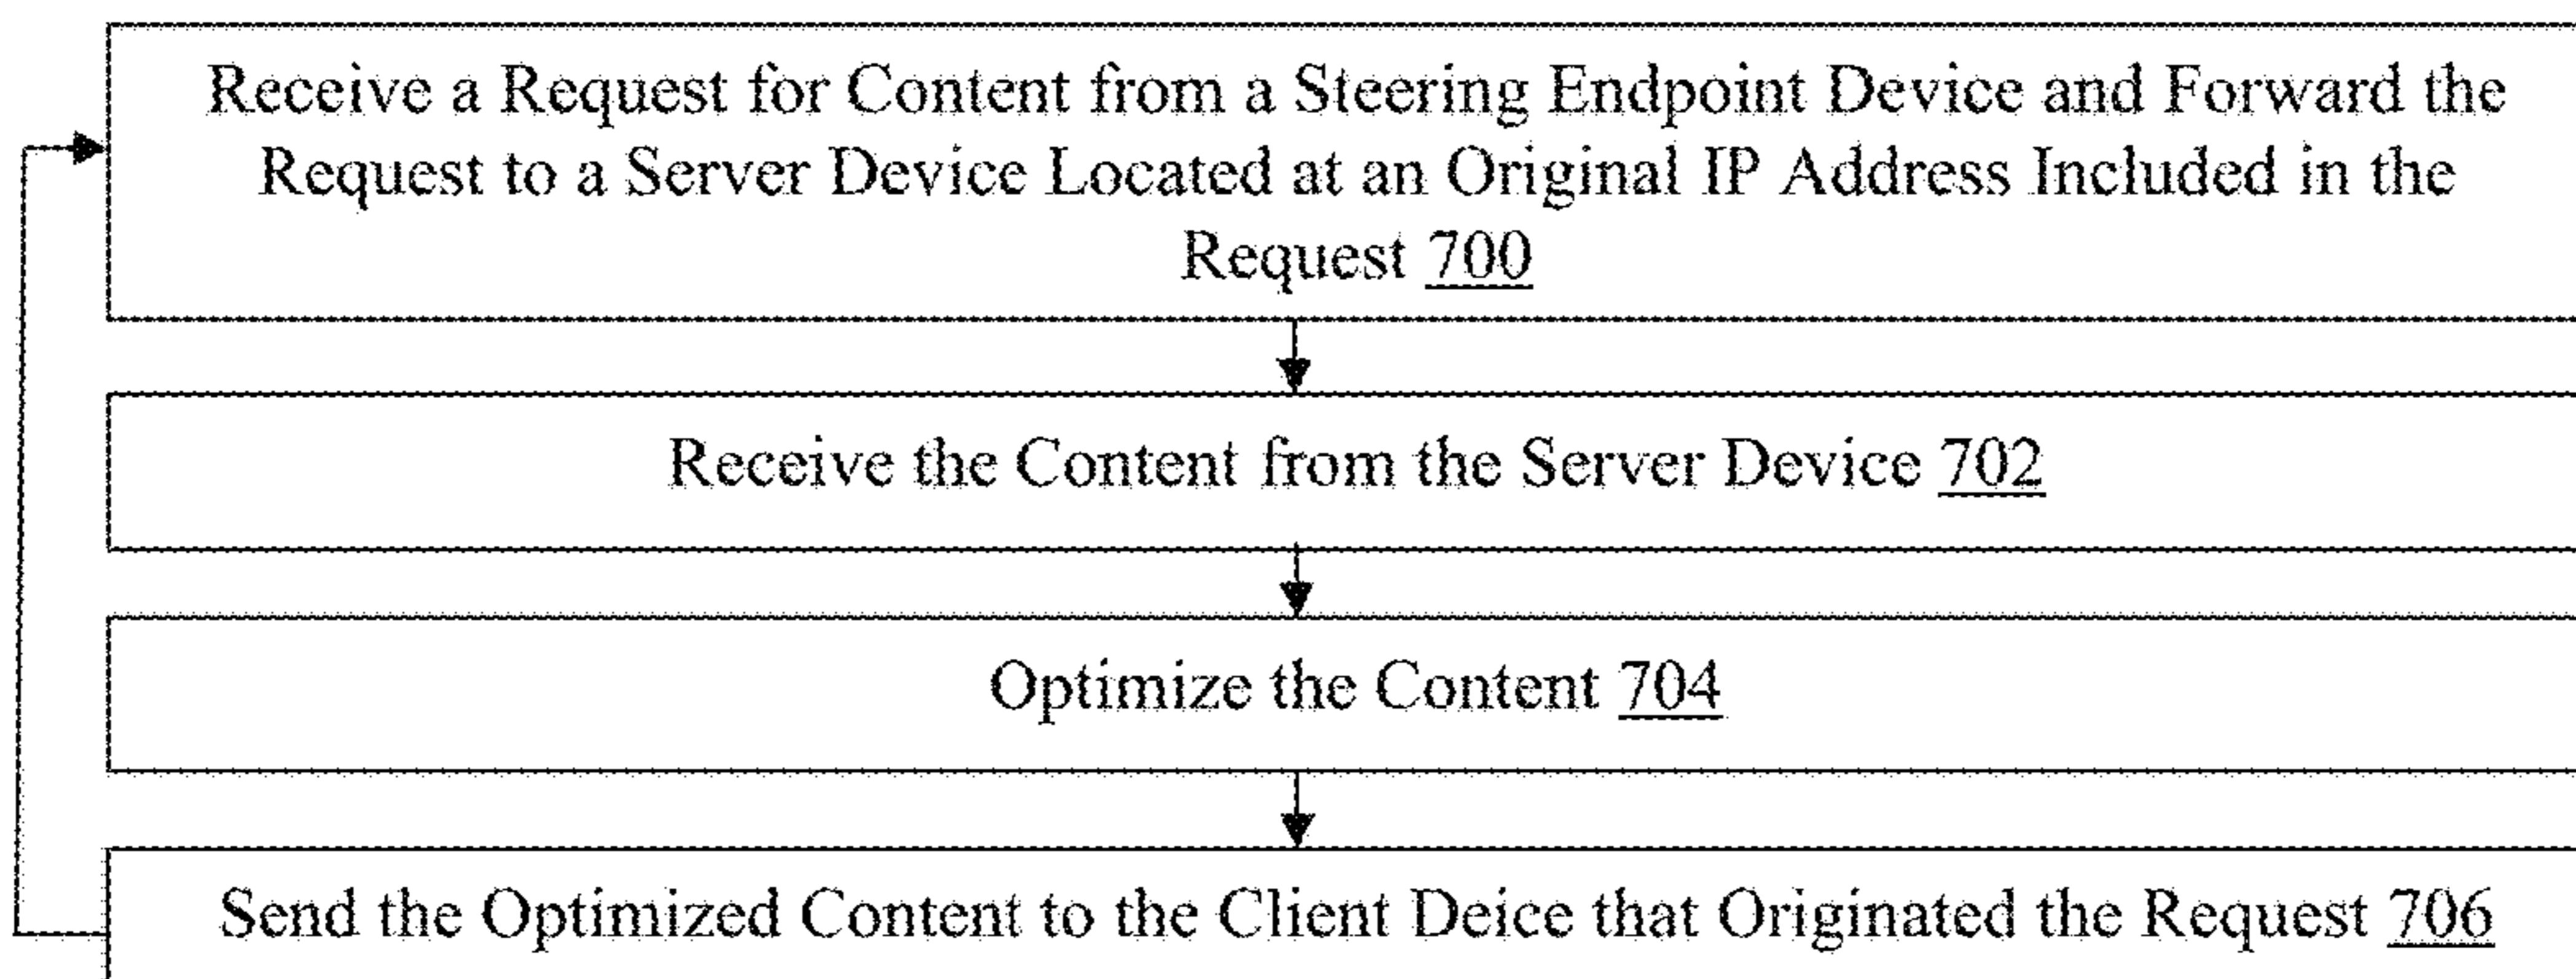 Receive a Request for Content from a Steering Endpoint Device and Forward the
Request to a Server Device Located at an Original IP Address Included in the
Request 700
Receive the Content from the Server Device 702
Optimize the Content 704
Send the Optimized Content to the Client Deice that Originated the Request 706